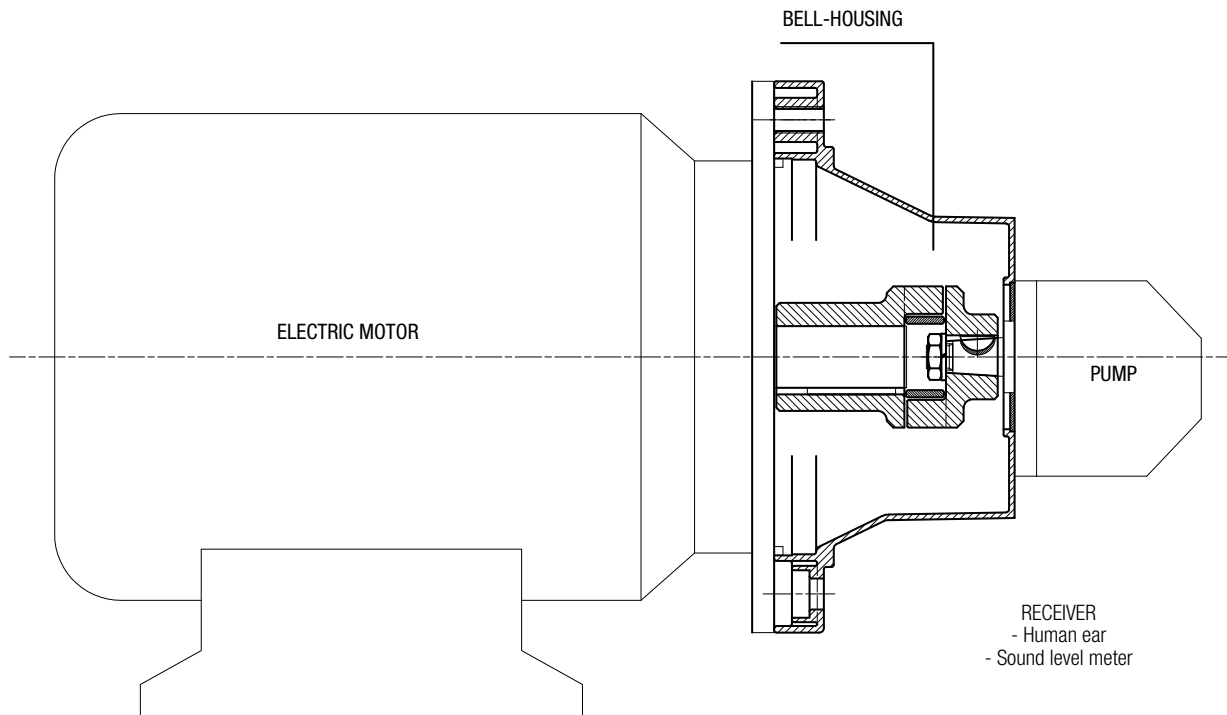 BELL-HOUSING
ELECTRIC MOTOR
PUMP
RECEIVER
- Human ear
- Sound level meter